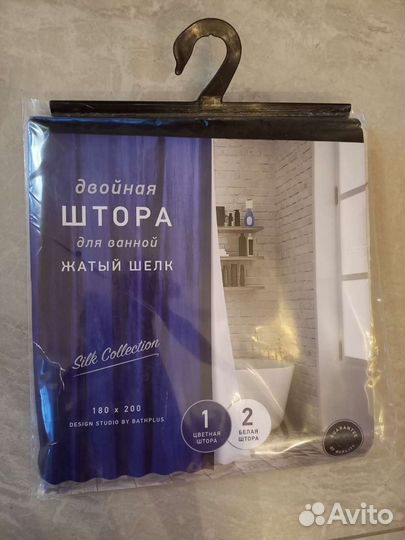 двойная
ШТОРА
для ванной
ЖАТЫЙ ШЕЛК
Silk Collection
180 x 200
DESIGN STUDIO BY BATHPLUS
1
ЦВЕТНАЯ
ШТОРА
2
БЕЛАЯ
ШТОРА
GUARANTEE
Avito